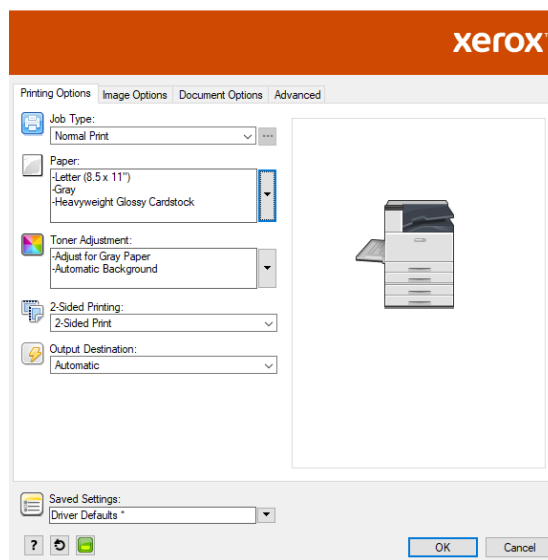 xerox™
Printing Options Image Options Document Options Advanced
Job Type:
Normal Print
Paper:
-Letter (8.5 x 11")
-Gray
-Heavyweight Glossy Cardstock
Toner Adjustment:
-Adjust for Gray Paper
-Automatic Background
2-Sided Printing:
2-Sided Print
Output Destination:
Automatic
Saved Settings:
Driver Defaults *
?
OK Cancel